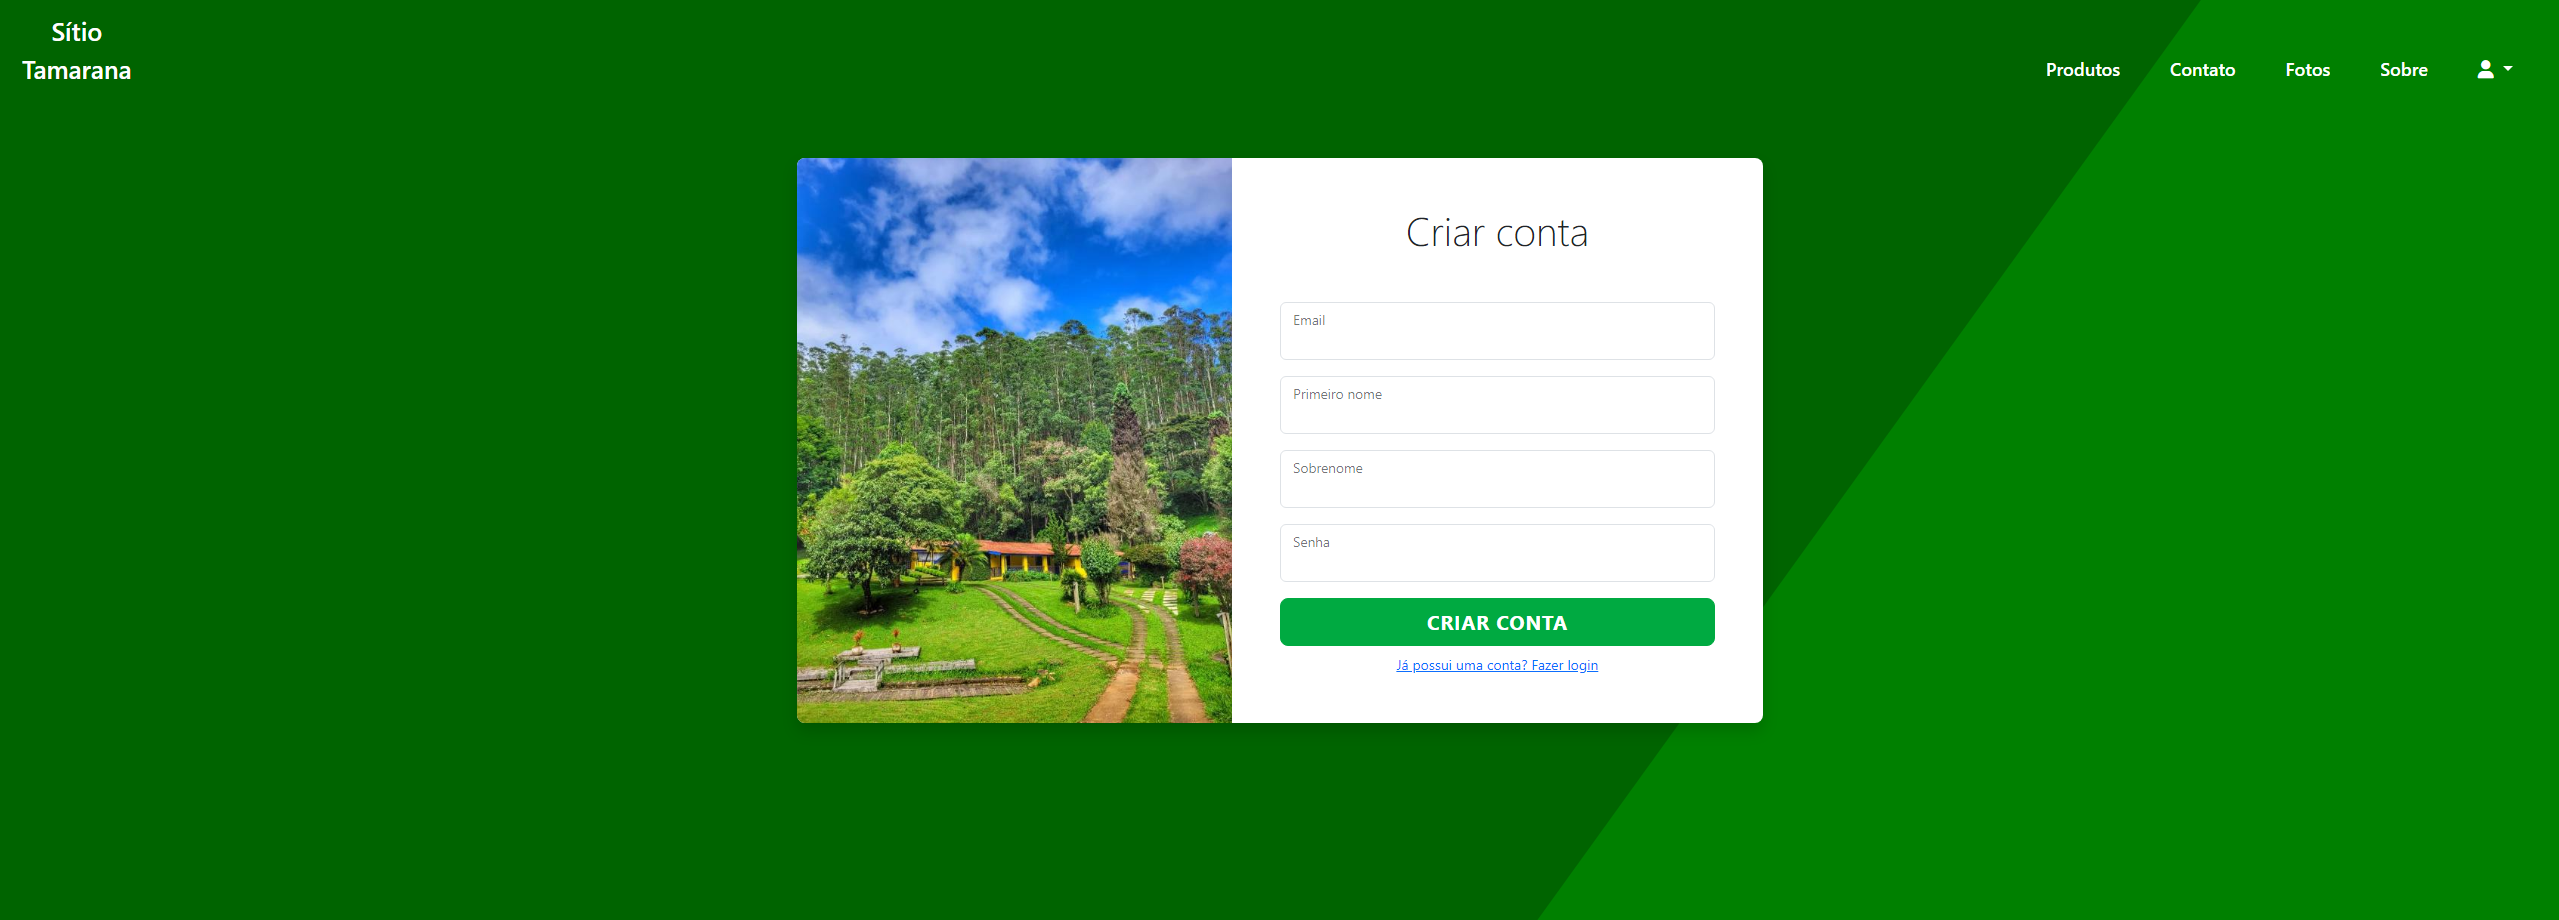 Sítio
Tamarana
Produtos
Contato
Fotos
Sobre
Criar conta
Email
Primeiro nome
Sobrenome
Senha
CRIAR CONTA
Já possui uma conta? Fazer login